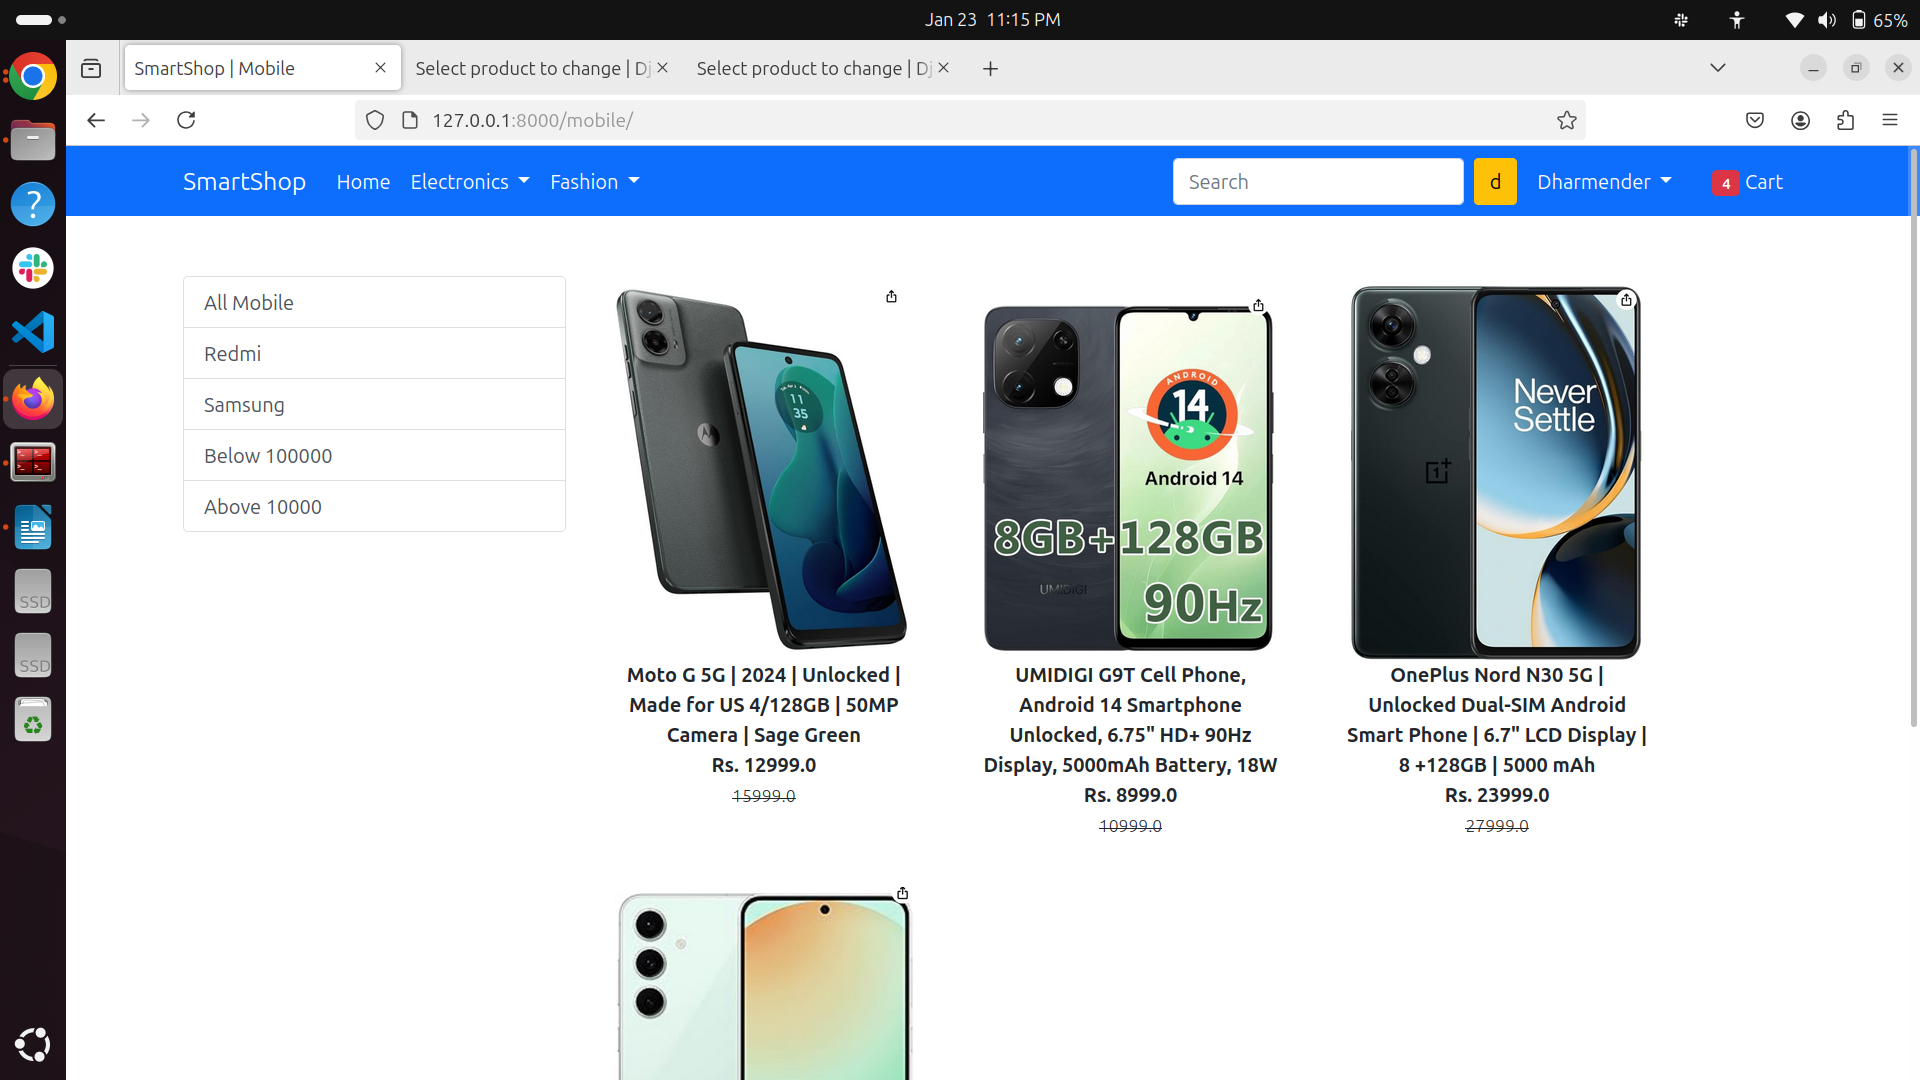 Jan 23 11:15 PM
65%
SmartShop | Mobile
Select product to change | Dj
Select product to change | Dj
127.0.0.1:8000/mobile/
SmartShop
Home
Electronics
Fashion
Search
d
Dharmender
4 Cart
All Mobile
Redmi
Samsung
Below 100000
Above 10000
11
35
ANDROID
14
Android 14
8GB+128GB
90Hz
UMIDIGI
Never
Settle
1+
Moto G 5G | 2024 | Unlocked |
Made for US 4/128GB | 50MP
Camera | Sage Green
Rs. 12999.0
15999.0
UMIDIGI G9T Cell Phone,
Android 14 Smartphone
Unlocked, 6.75" HD+ 90Hz
Display, 5000mAh Battery, 18W
Rs. 8999.0
10999.0
OnePlus Nord N30 5G |
Unlocked Dual-SIM Android
Smart Phone | 6.7" LCD Display |
8 +128GB | 5000 mAh
Rs. 23999.0
27999.0
SSD
SSD